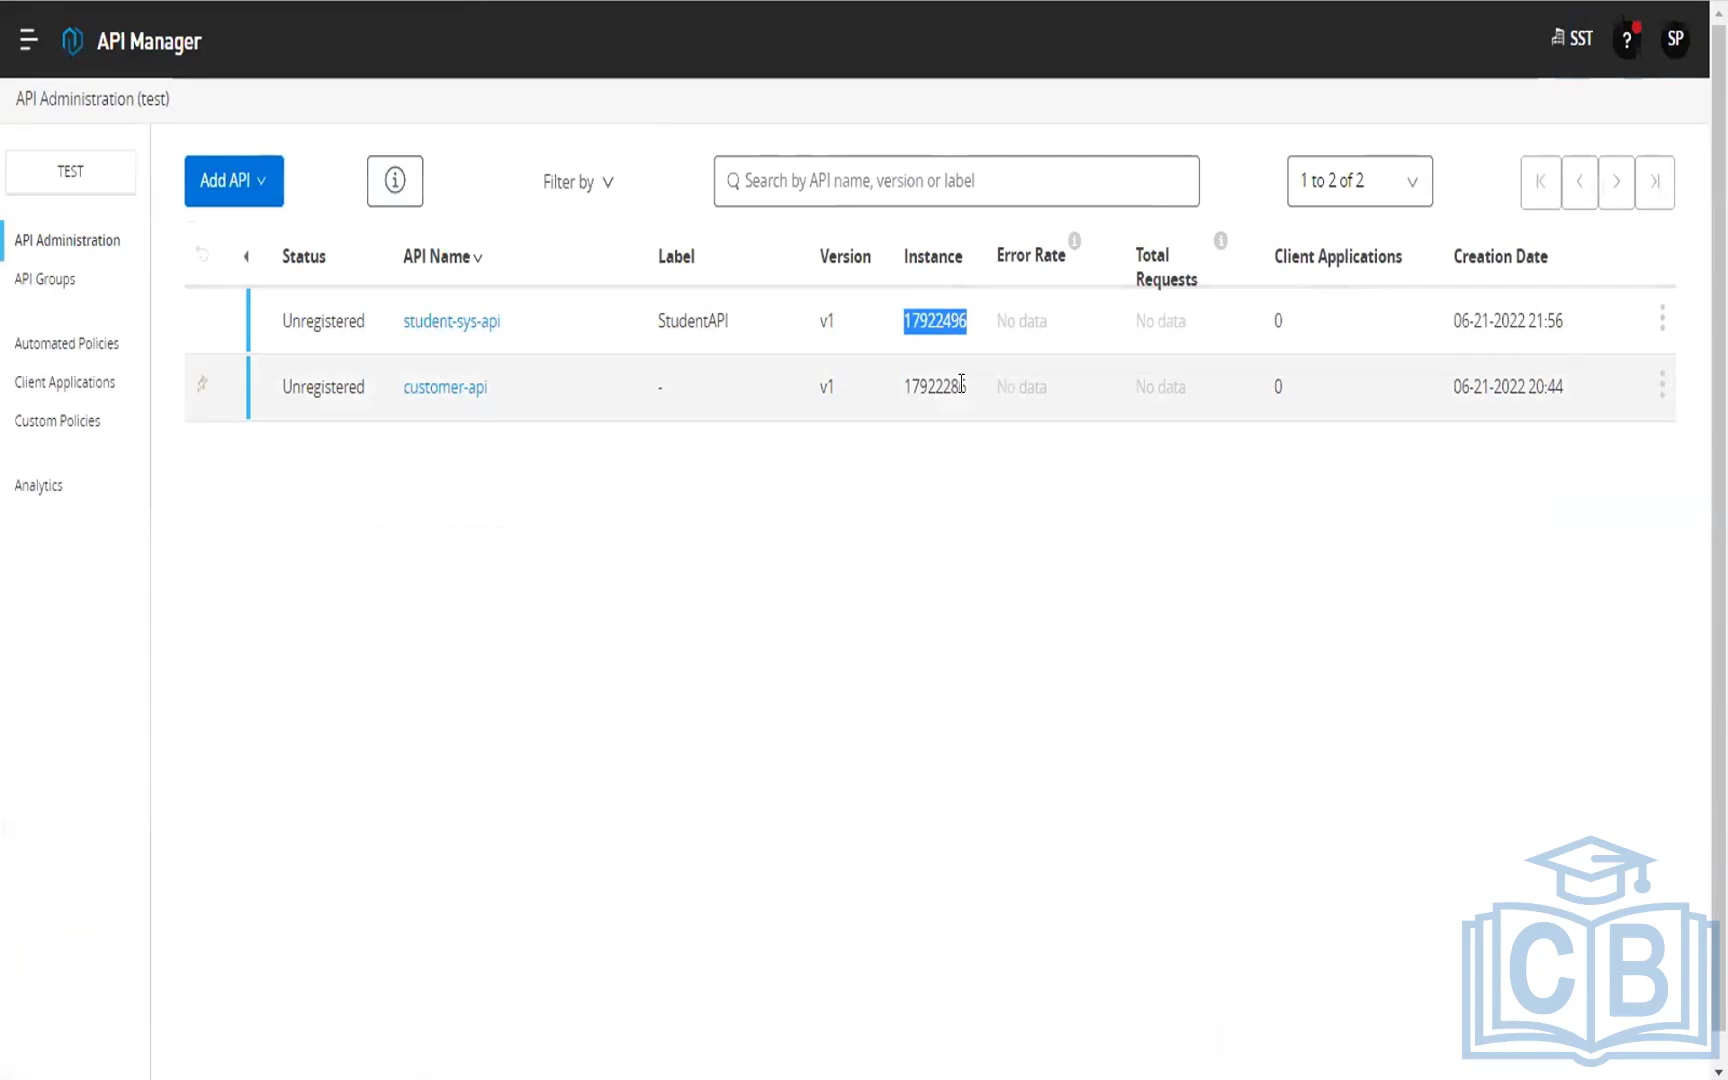 API Manager
SST
?
SP
API Administration (test)
TEST
Add API
Filter by
Search by API name, version or label
1 to 2 of 2
API Administration
API Groups
Automated Policies
Client Applications
Custom Policies
Analytics
Status API Name Label Version Instance Error Rate Total Requests Client Applications Creation Date
Unregistered student-sys-api StudentAPI v1 17922496 No data No data 0 06-21-2022 21:56
Unregistered customer-api - v1 No data No data 0 06-21-2022 20:44
CB